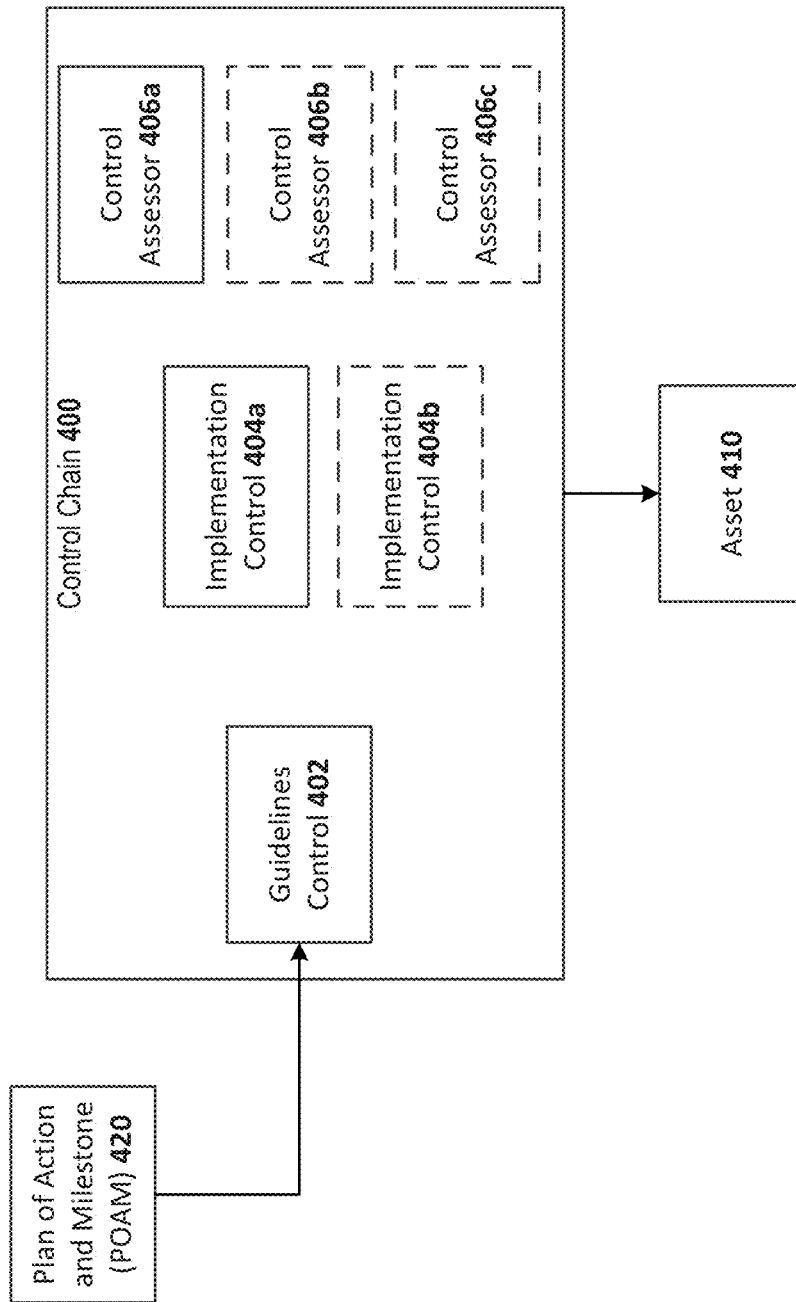 Plan of Action
and Milestone
(POAM) 420
Control Chain 400
Guidelines
Control 402
Implementation
Control 404a
Implementation
Control 404b
Control
Assessor 406a
Control
Assessor 406b
Control
Assessor 406c
Asset 410